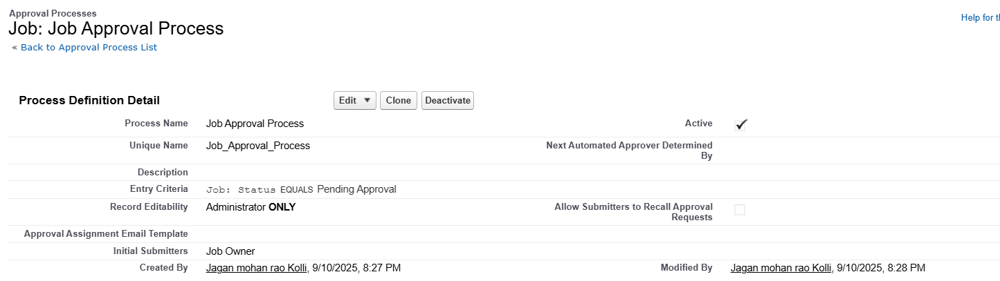 Approval Processes
Help for th
Job: Job Approval Process
« Back to Approval Process List
Process Definition Detail
Edit ▼ Clone Deactivate
Process Name Job Approval Process Active
Unique Name Job_Approval_Process Next Automated Approver Determined
By
Description
Entry Criteria Job: Status EQUALS Pending Approval
Record Editability Administrator ONLY Allow Submitters to Recall Approval
Requests
Approval Assignment Email Template
Initial Submitters Job Owner
Created By Jagan mohan rao Kolli, 9/10/2025, 8:27 PM Modified By Jagan mohan rao Kolli, 9/10/2025, 8:28 PM